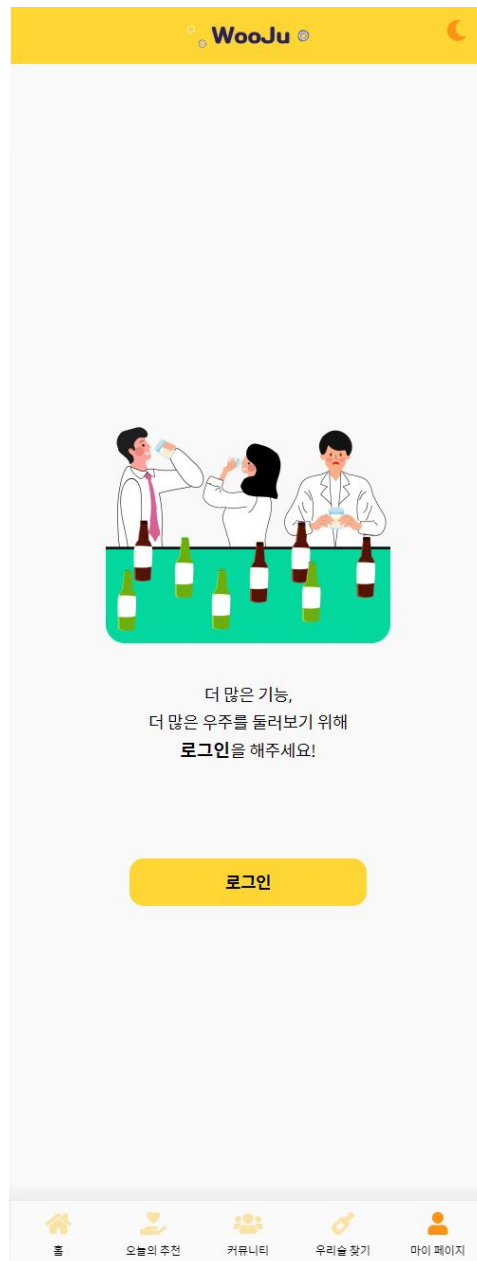 WooJu
더 많은 기능,
더 많은 우주를 둘러보기 위해
로그인을 해주세요!
로그인
홈
오늘의 추천
커뮤니티
우리술 찾기
마이 페이지